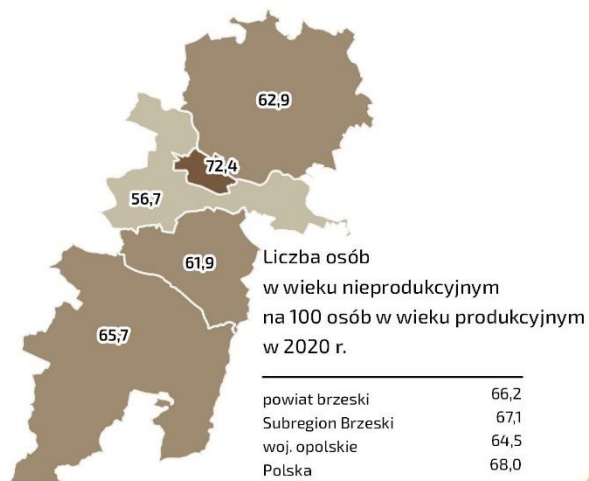 62,9
72,4
56,7
61,9
65,7
Liczba osób
w wieku nieprodukcyjnym
na 100 osób w wieku produkcyjnym
w 2020 r.
powiat brzeski 66,2
Subregion Brzeski 67,1
woj. opolskie 64,5
Polska 68,0